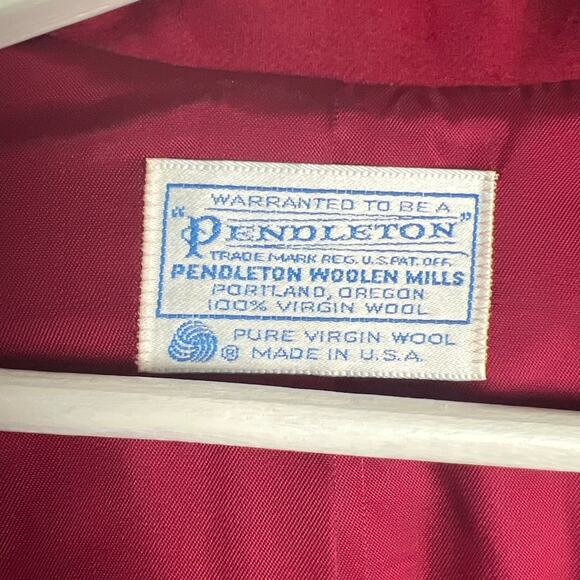 WARRANTED TO BE A
"PENDLETON"
TRADE MARK REG. U.S. PAT. OFF.
PENDLETON WOOLEN MILLS
PORTLAND, OREGON
100% VIRGIN WOOL
PURE VIRGIN WOOL
® MADE IN U.S.A.